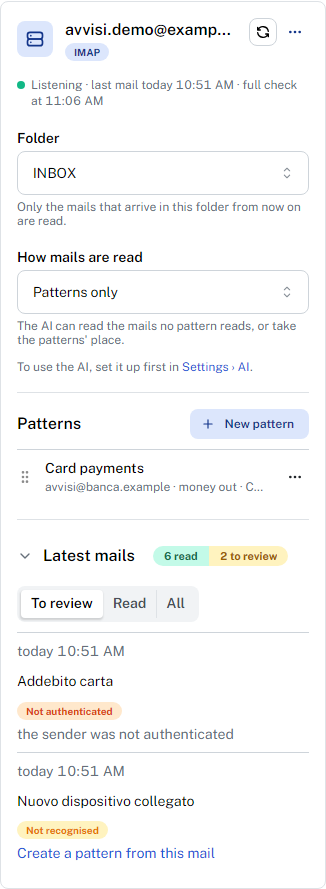 avvisi.demo@examp...
IMAP
Listening · last mail today 10:51 AM · full check
at 11:06 AM
Folder
INBOX
Only the mails that arrive in this folder from now on
are read.
How mails are read
Patterns only
The AI can read the mails no pattern reads, or take
the patterns' place.
To use the AI, set it up first in Settings › AI.
Patterns
+ New pattern
Card payments
avvisi@banca.example · money out · C...
Latest mails
6 read
2 to review
To review
Read
All
today 10:51 AM
Addebito carta
Not authenticated
the sender was not authenticated
today 10:51 AM
Nuovo dispositivo collegato
Not recognised
Create a pattern from this mail